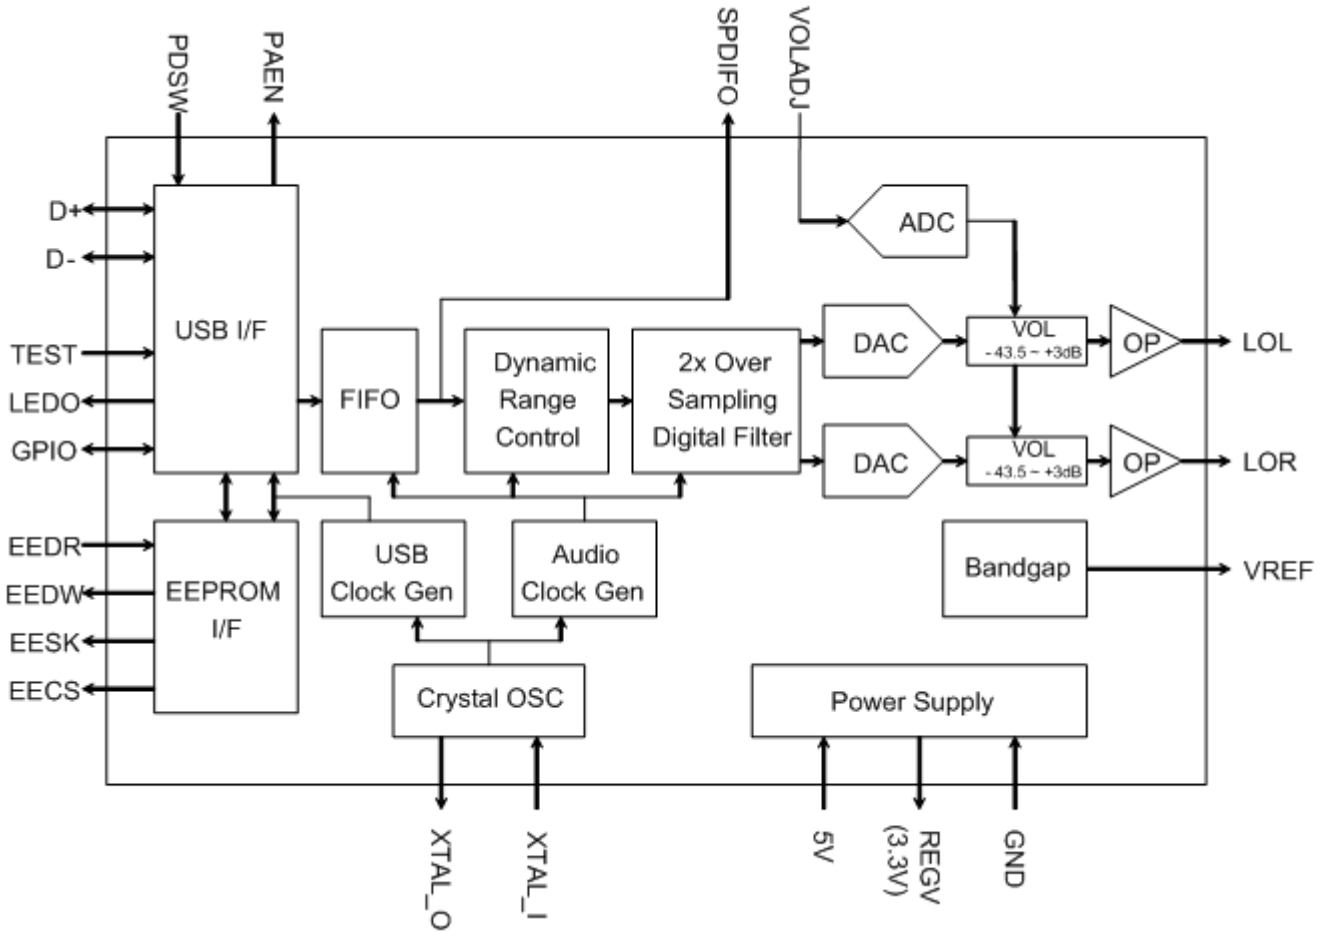 PDSW
PAEN
SPDIFO
VOLADJ
D+
D-
TEST
LEDO
GPIO
USB I/F
FIFO
Dynamic
Range
Control
2x Over
Sampling
Digital Filter
ADC
DAC
VOL
- 43.5 ~ +3dB
OP
LOL
DAC
VOL
- 43.5 ~ +3dB
OP
LOR
EEDR
EEDW
EESK
EECS
EEPROM
I/F
USB
Clock Gen
Audio
Clock Gen
Bandgap
VREF
Crystal OSC
Power Supply
XTAL_O
XTAL_I
5V
REGV
(3.3V)
GND